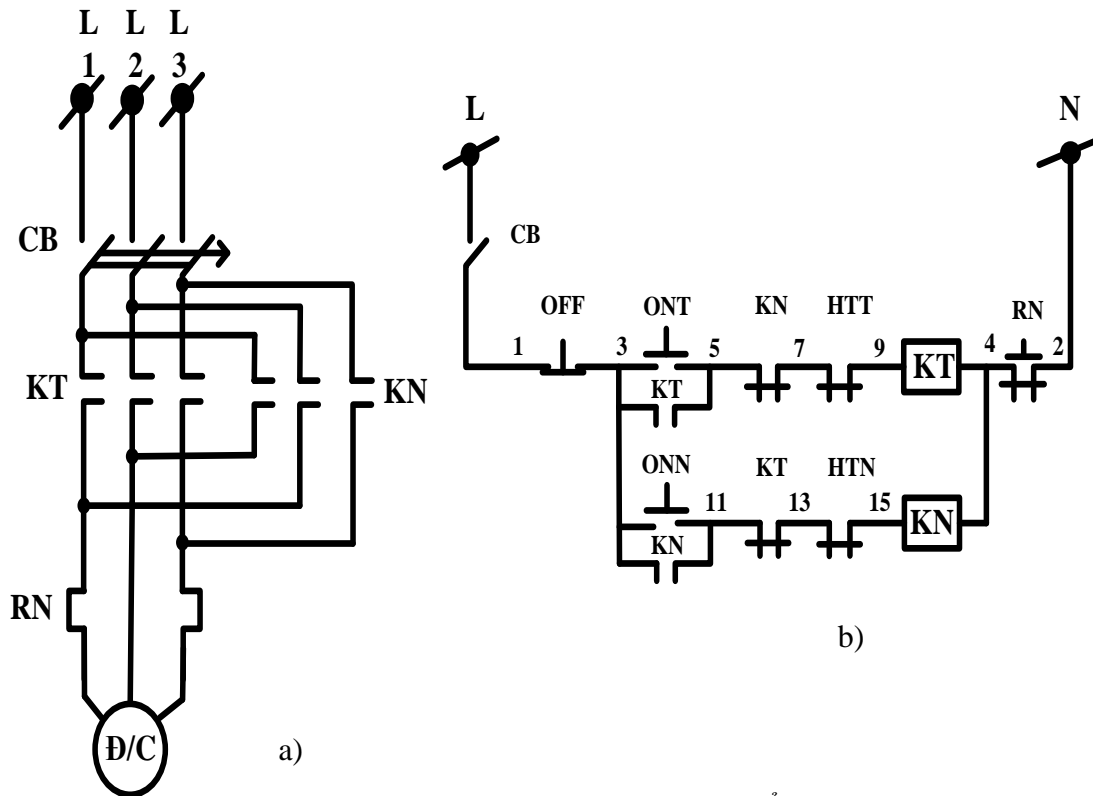 L L L
1 2 3
L
N
CB
CB
OFF ONT KN HTT RN
1 3 5 7 9 KT 4 2
KT
KT
KN
ONN KT HTN
11 13 15
KN
KN
RN
b)
Đ/C
a)